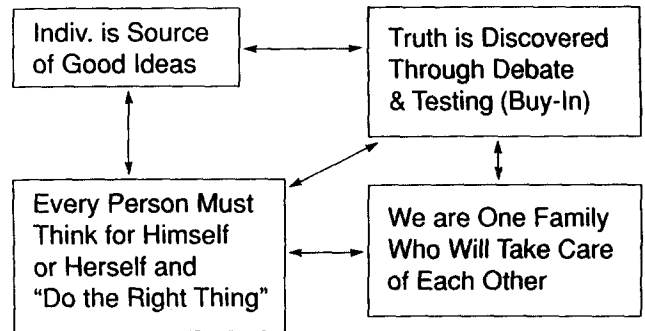 Indiv. is Source
of Good Ideas
Truth is Discovered
Through Debate
& Testing (Buy-In)
Every Person Must
Think for Himself
or Herself and
"Do the Right Thing"
We are One Family
Who Will Take Care
of Each Other